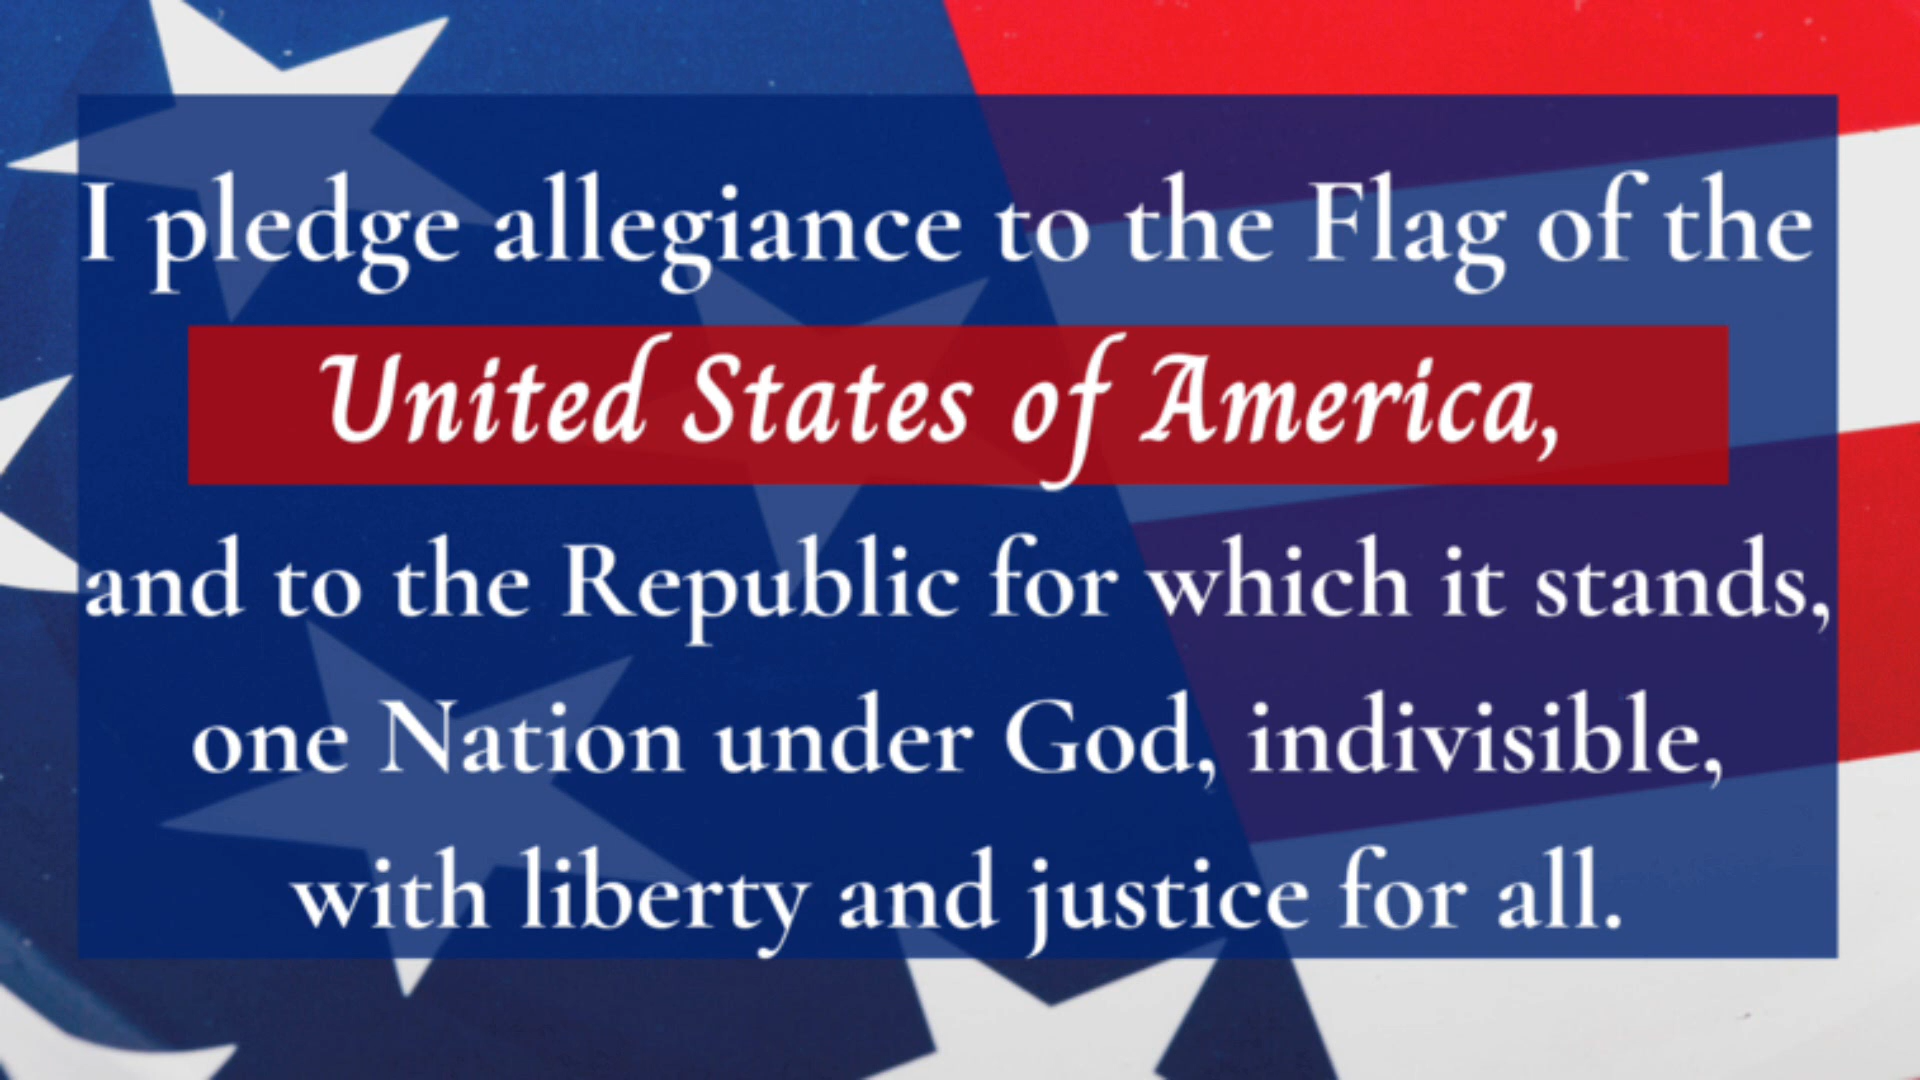 I pledge allegiance to the Flag of the
United States of America,
and to the Republic for which it stands,
one Nation under God, indivisible,
with liberty and justice for all.